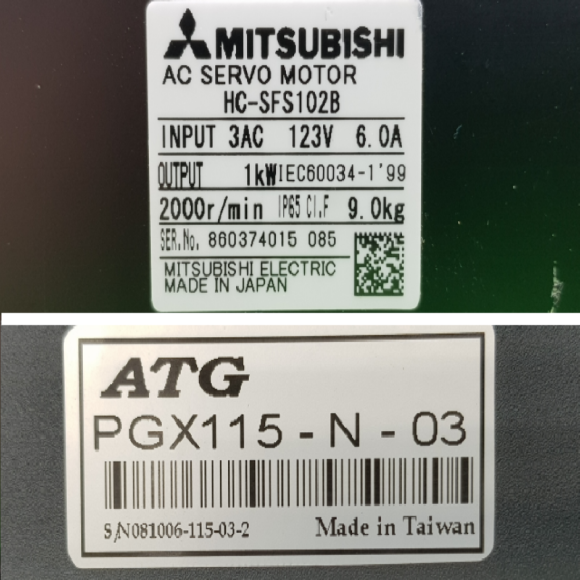 MITSUBISHI
AC SERVO MOTOR
HC-SFS102B
INPUT 3AC 123V 6.0A
OUTPUT 1kW IEC60034-1'99
2000r/min IP65 Cl.F 9.0kg
SER.No. 860374015 085
MITSUBISHI ELECTRIC
MADE IN JAPAN
ATG
PGX115 - N - 03
S/N081006-115-03-2 Made in Taiwan